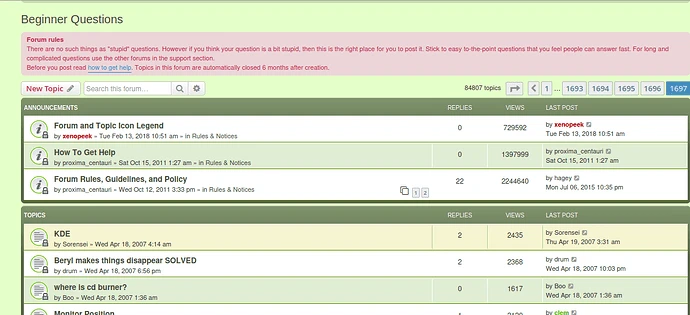 Beginner Questions
Forum rules
There are no such things as "stupid" questions. However if you think your question is a bit stupid, then this is the right place for you to post it. Stick to easy to-the-point questions that you feel people can answer fast. For long and
complicated questions use the other forums in the support section.
Before you post read how to get help. Topics in this forum are automatically closed 6 months after creation.
New Topic Search this forum... 84807 topics 1 ... 1693 1694 1695 1696 1697
ANNOUNCEMENTS REPLIES VIEWS LAST POST
Forum and Topic Icon Legend 0 729592 by xenopeek
by xenopeek » Tue Feb 13, 2018 10:51 am » in Rules & Notices Tue Feb 13, 2018 10:51 am
How To Get Help 0 1397999 by proxima_centauri
by proxima_centauri » Sat Oct 15, 2011 1:27 am » in Rules & Notices Sat Oct 15, 2011 1:27 am
Forum Rules, Guidelines, and Policy 22 2244640 by hagey
by proxima_centauri » Wed Oct 12, 2011 3:33 pm » in Rules & Notices 1 2 Mon Jul 06, 2015 10:35 pm
TOPICS REPLIES VIEWS LAST POST
KDE 2 2435 by Sorensei
by Sorensei » Wed Apr 18, 2007 4:14 am Thu Apr 19, 2007 3:31 am
Beryl makes things disappear SOLVED 2 2368 by drum
by drum » Wed Apr 18, 2007 6:56 pm Wed Apr 18, 2007 10:03 pm
where is cd burner? 0 1617 by Boo
by Boo » Wed Apr 18, 2007 1:36 am Wed Apr 18, 2007 1:36 am
Monitor Position by clem